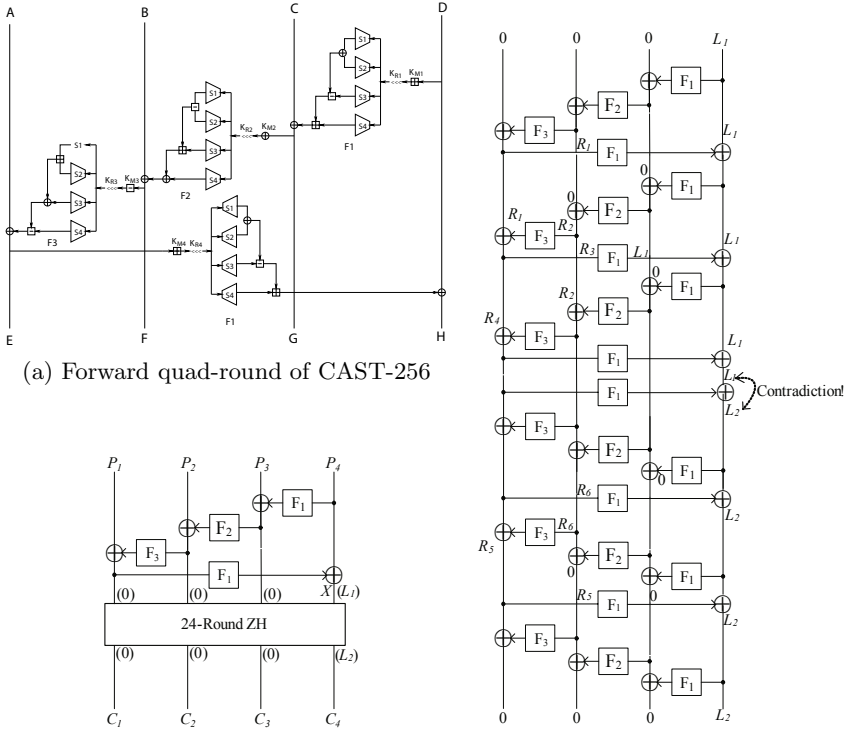 A B C D
S1
S2
S3
S4
F1
K_R1 K_M1
<<<
S1
S2
S3
S4
F2
K_R2 K_M2
<<<
S1
S2
S3
S4
F3
K_R3 K_M3
<<<
K_M4 K_R4
<<<
S1
S2
S3
S4
F1
E F G H
(a) Forward quad-round of CAST-256
P_1 P_2 P_3 P_4
F_1
F_2
F_3
F_1
X (L_1)
(0) (0) (0)
24-Round ZH
(0) (0) (0) (L_2)
C_1 C_2 C_3 C_4
0 0 0 L_1
F_1
F_2
F_3
L_1
R_1 F_1
0 F_1
0 F_2
R_1 F_3 R_2
L_1
R_3 F_1 L_1
0 F_1
R_2 F_2
R_4 F_3
L_1
F_1
L_1
F_1
Contradiction!
L_2
F_3
F_2
0 F_1
R_6 F_1
L_2
R_5 F_3 R_6
0 F_2
0 F_1
R_5 F_1
L_2
F_3
F_2
F_1
0 0 0 L_2